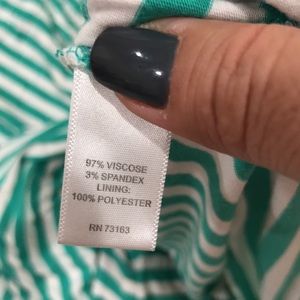 97% VISCOSE
3% SPANDEX
LINING:
100% POLYESTER
RN 73163